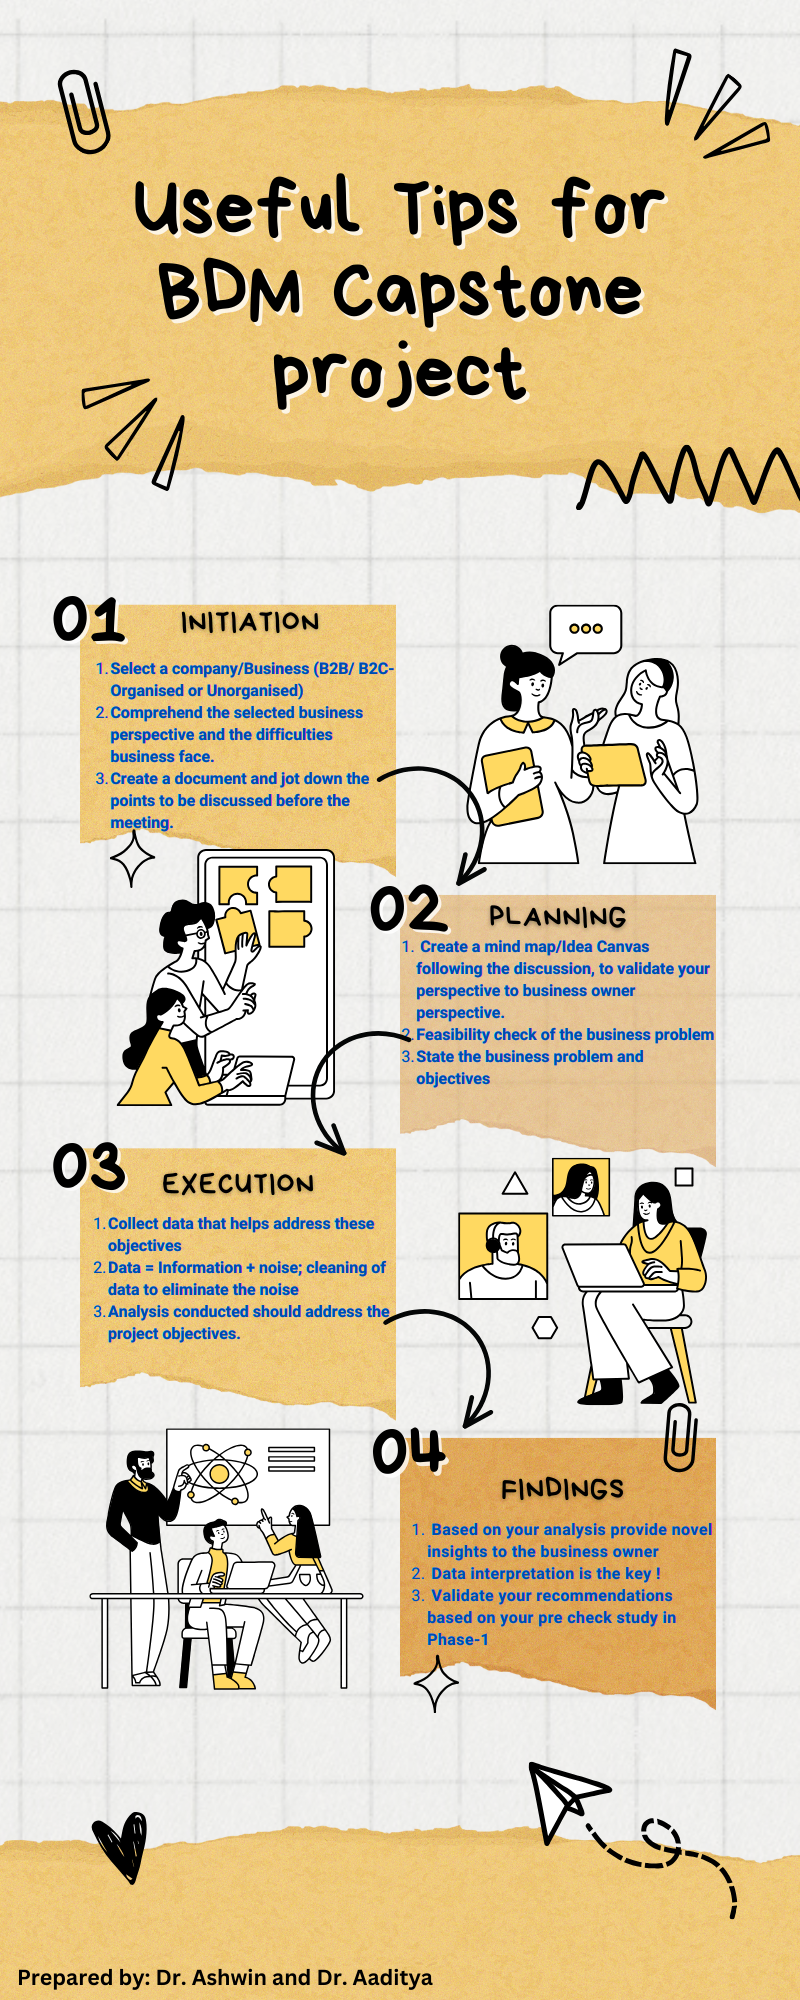 Useful Tips for
BDM Capstone
project
01
INITIATION
1. Select a company/Business (B2B/ B2C-
Organised or Unorganised)
2. Comprehend the selected business
perspective and the difficulties
business face.
3. Create a document and jot down the
points to be discussed before the
meeting.
02
PLANNING
1. Create a mind map/Idea Canvas
following the discussion, to validate your
perspective to business owner
perspective.
2. Feasibility check of the business problem
3. State the business problem and
objectives
03
EXECUTION
1. Collect data that helps address these
objectives
2. Data = Information + noise; cleaning of
data to eliminate the noise
3. Analysis conducted should address the
project objectives.
04
FINDINGS
1. Based on your analysis provide novel
insights to the business owner
2. Data interpretation is the key !
3. Validate your recommendations
based on your pre check study in
Phase-1
Prepared by: Dr. Ashwin and Dr. Aaditya